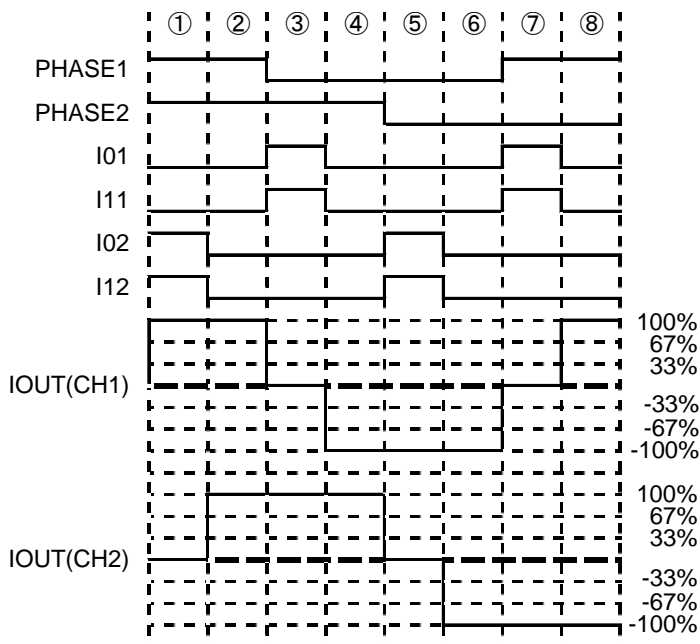 ① ② ③ ④ ⑤ ⑥ ⑦ ⑧
PHASE1
PHASE2
I01
I11
I02
I12
100%
67%
33%
IOUT(CH1)
-33%
-67%
-100%
100%
67%
33%
IOUT(CH2)
-33%
-67%
-100%